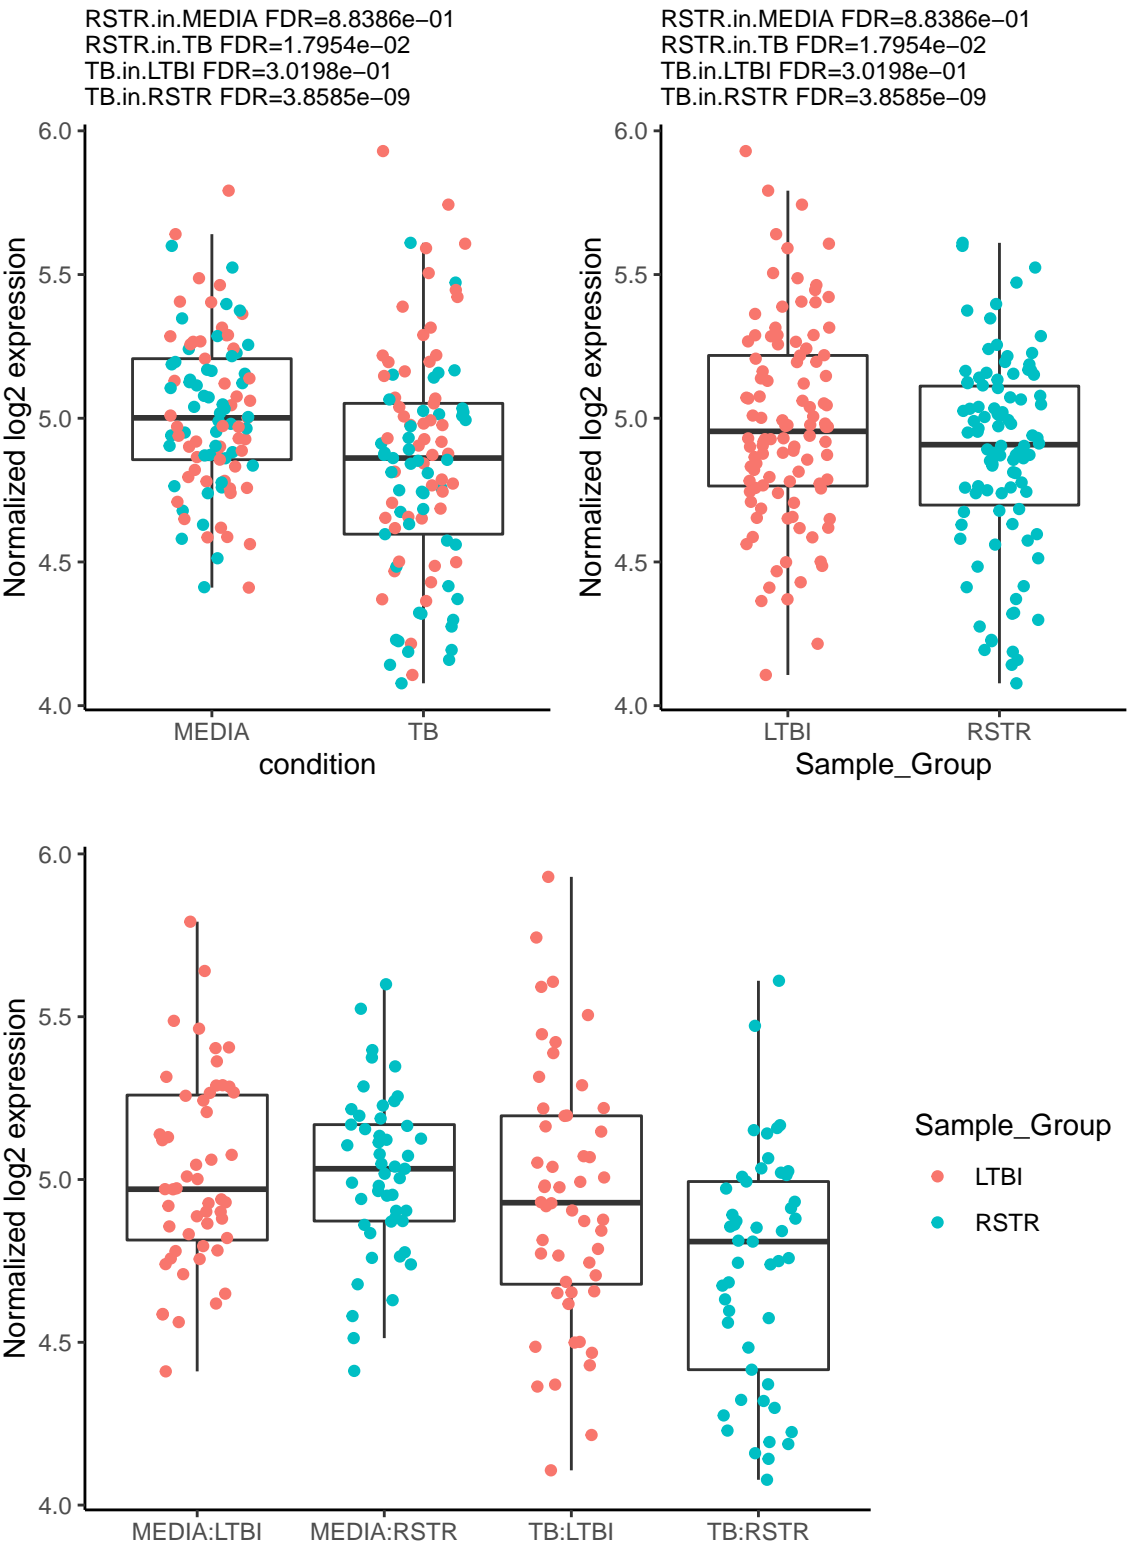 RSTR.in.MEDIA FDR=8.8386e−01
RSTR.in.TB FDR=1.7954e−02
TB.in.LTBI FDR=3.0198e−01
TB.in.RSTR FDR=3.8585e−09
Normalized log2 expression
6.0
5.5
5.0
4.5
4.0
MEDIA TB
condition
RSTR.in.MEDIA FDR=8.8386e−01
RSTR.in.TB FDR=1.7954e−02
TB.in.LTBI FDR=3.0198e−01
TB.in.RSTR FDR=3.8585e−09
Normalized log2 expression
6.0
5.5
5.0
4.5
4.0
LTBI RSTR
Sample_Group
Normalized log2 expression
6.0
5.5
5.0
4.5
4.0
MEDIA:LTBI MEDIA:RSTR TB:LTBI TB:RSTR
Sample_Group
LTBI
RSTR